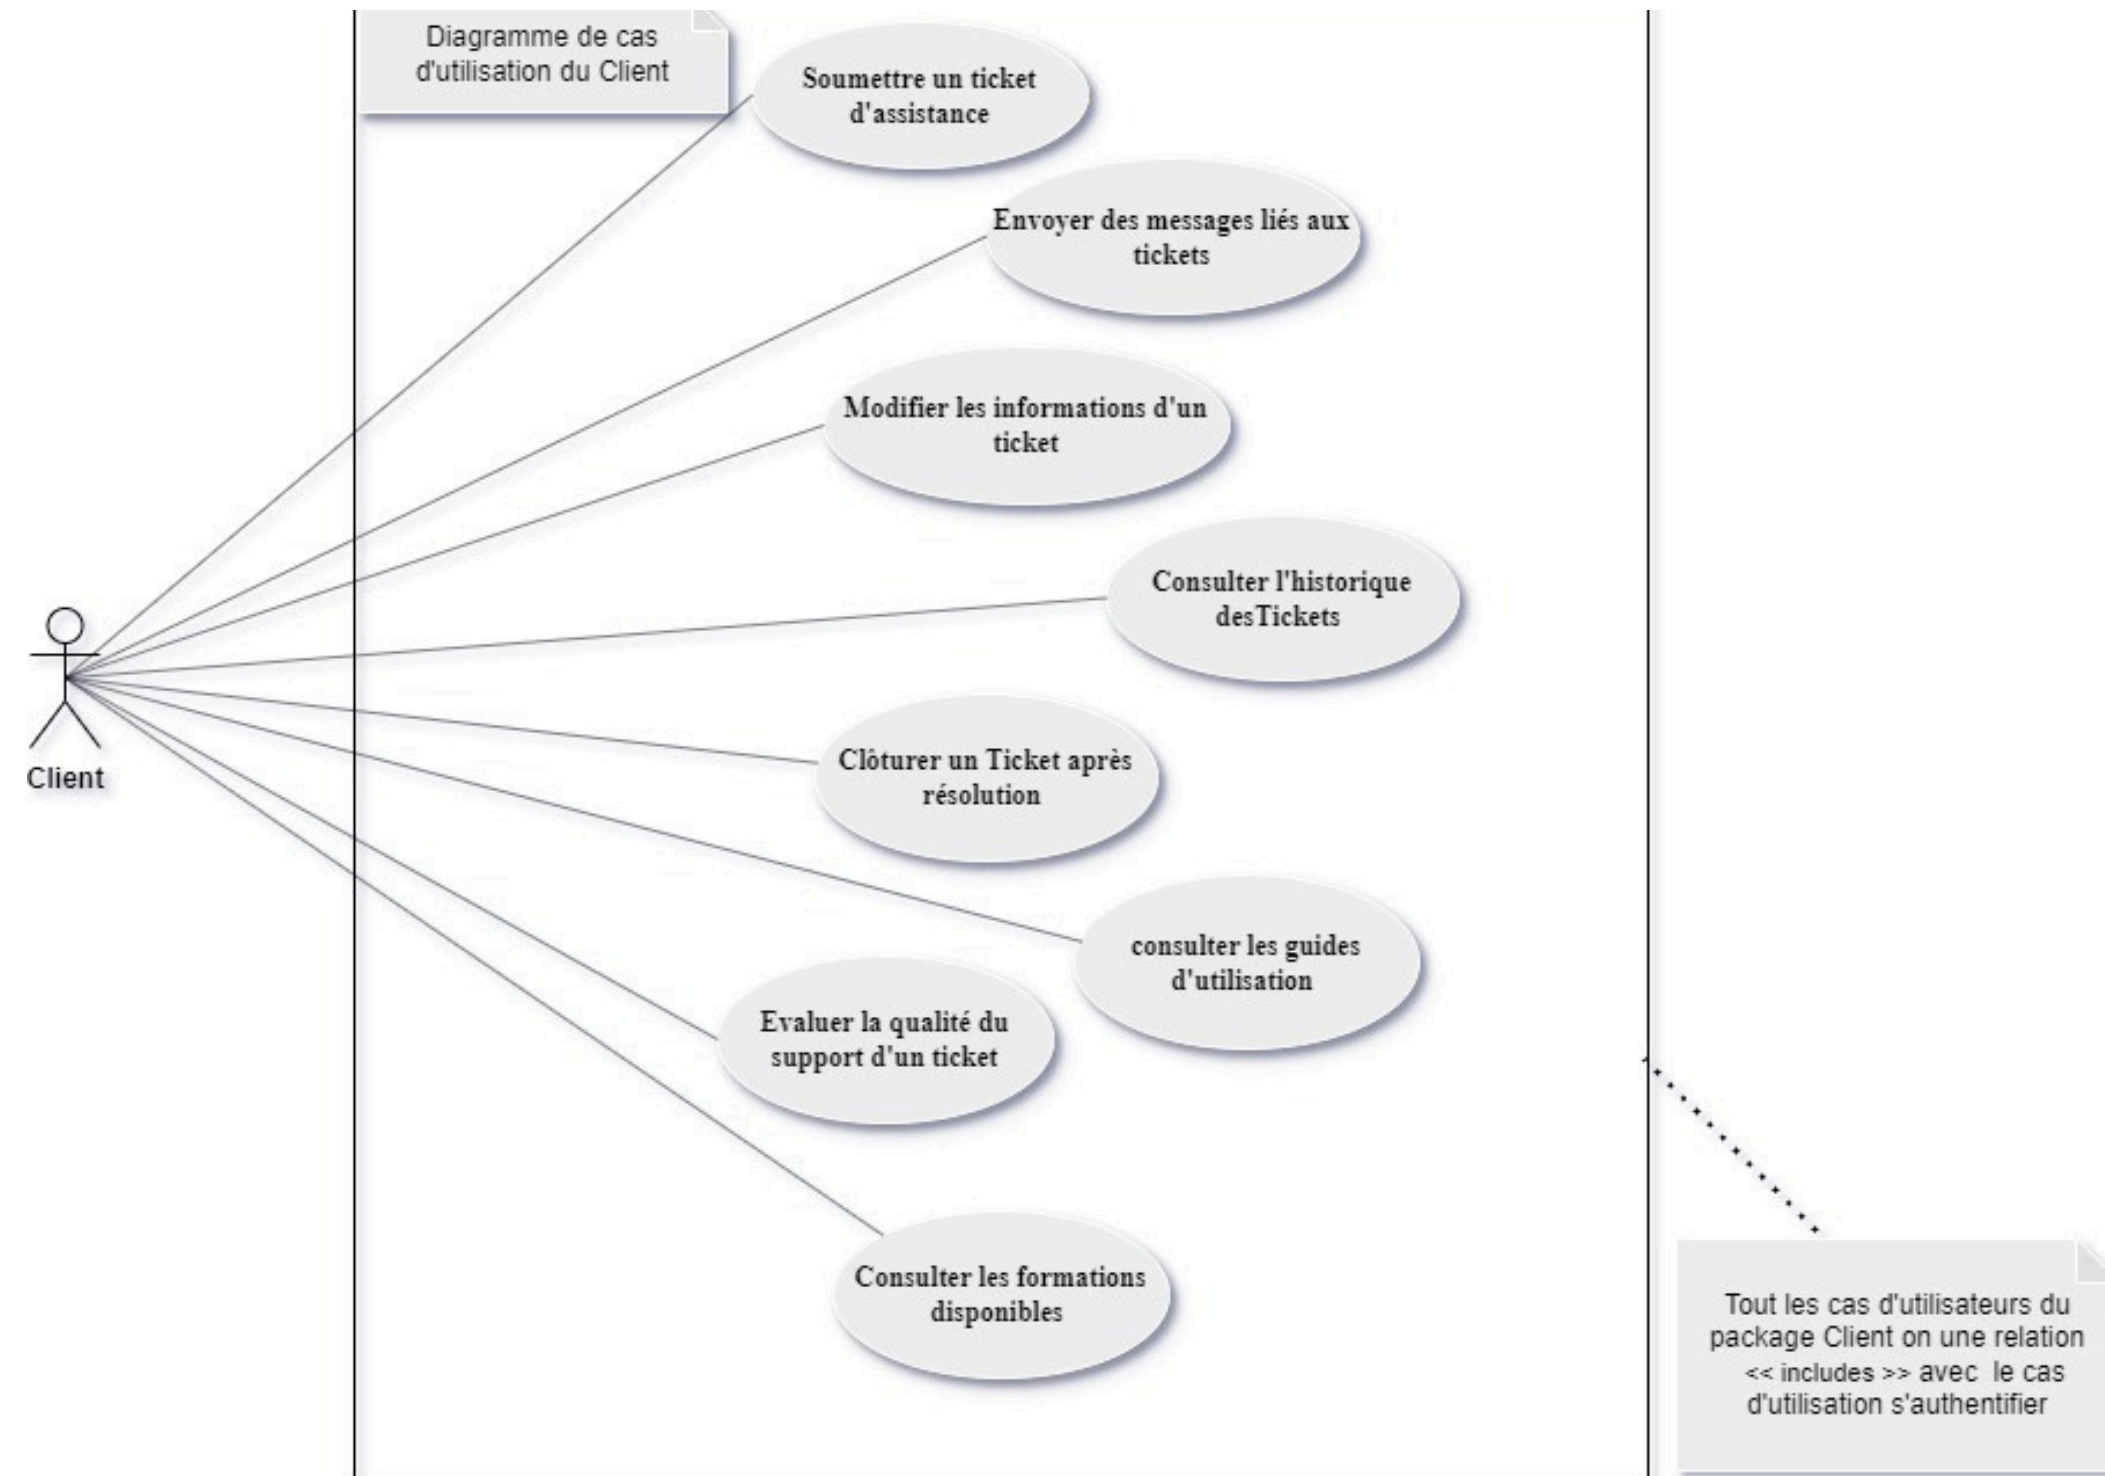 Diagramme de cas
d'utilisation du Client
Soumettre un ticket
d'assistance
Envoyer des messages liés aux
tickets
Modifier les informations d'un
ticket
Consulter l'historique
desTickets
Client
Clôturer un Ticket après
résolution
consulter les guides
d'utilisation
Evaluer la qualité du
support d'un ticket
Consulter les formations
disponibles
Tout les cas d'utilisateurs du
package Client on une relation
<< includes >> avec le cas
d'utilisation s'authentifier